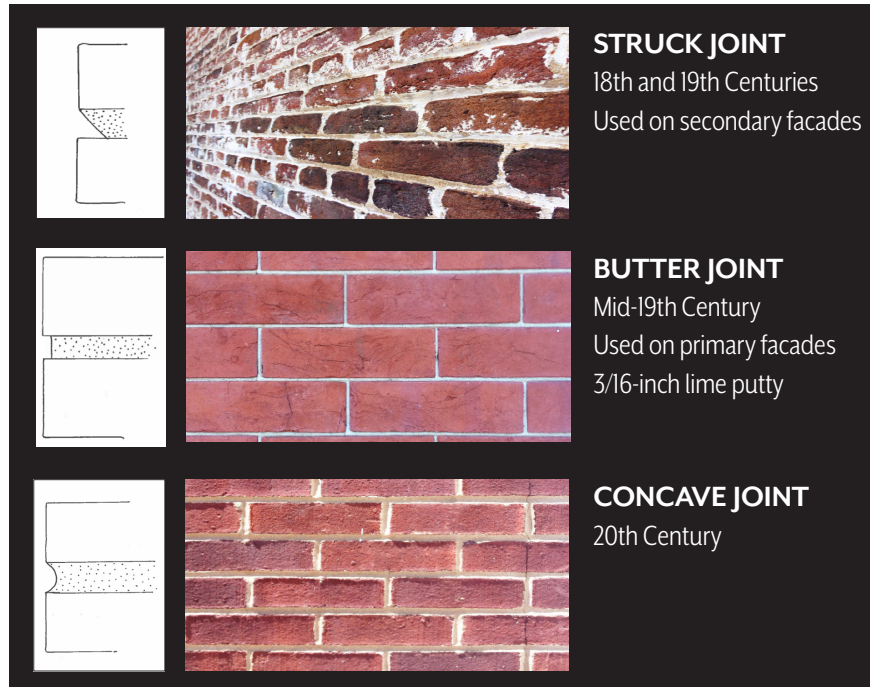 STRUCK JOINT
18th and 19th Centuries
Used on secondary facades
BUTTER JOINT
Mid-19th Century
Used on primary facades
3/16-inch lime putty
CONCAVE JOINT
20th Century